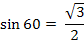 sin 60 = √3/2